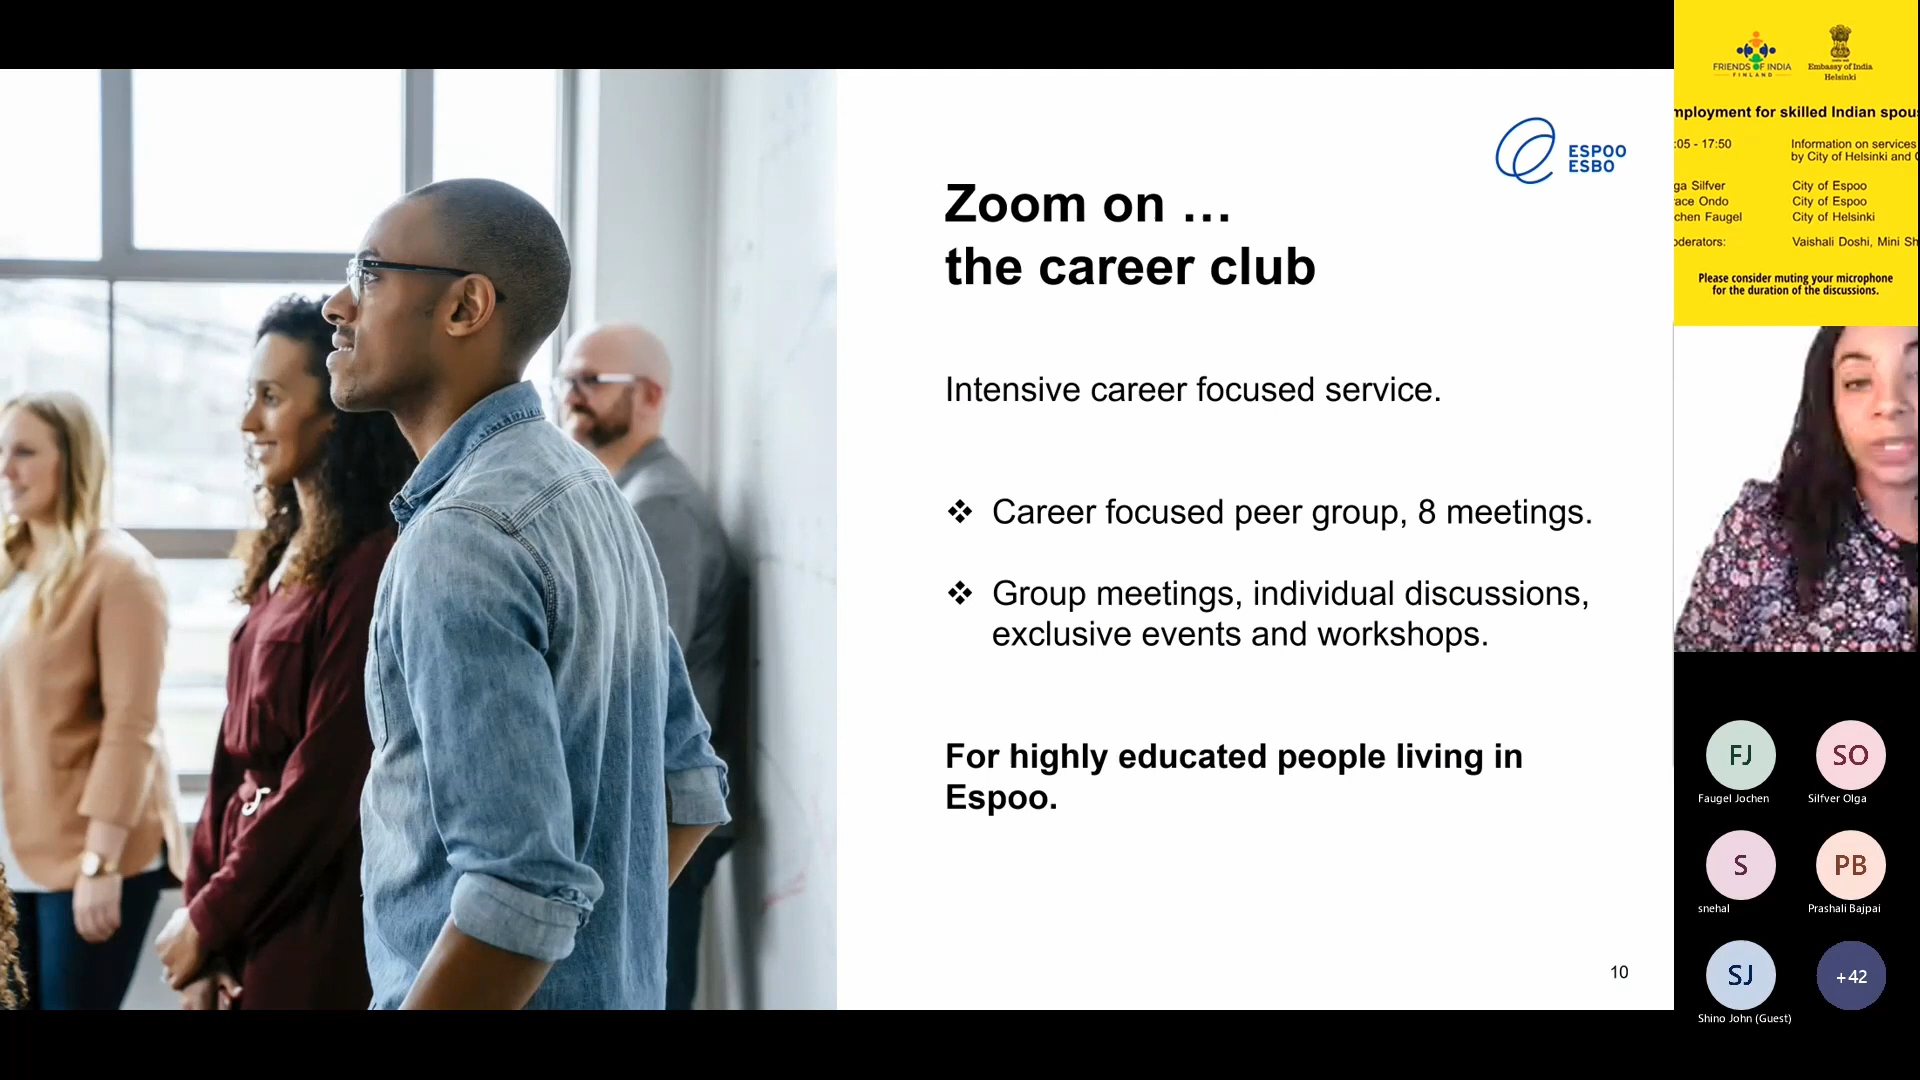 Zoom on …
the career club
ESPOO
ESBO
Intensive career focused service.
❖ Career focused peer group, 8 meetings.
❖ Group meetings, individual discussions,
exclusive events and workshops.
For highly educated people living in
Espoo.
10
FRIENDS OF INDIA
FINLAND
Embassy of India
Helsinki
mployment for skilled Indian spou
:05 - 17:50 Information on services
by City of Helsinki and
ga Silfver City of Espoo
ace Ondo City of Espoo
chen Faugel City of Helsinki
oderators: Vaishali Doshi, Mini Sh
Please consider muting your microphone
for the duration of the discussions.
FJ
Faugel Jochen
SO
Silfver Olga
S
snehal
PB
Prashali Bajpai
SJ
Shino John (Guest)
+42